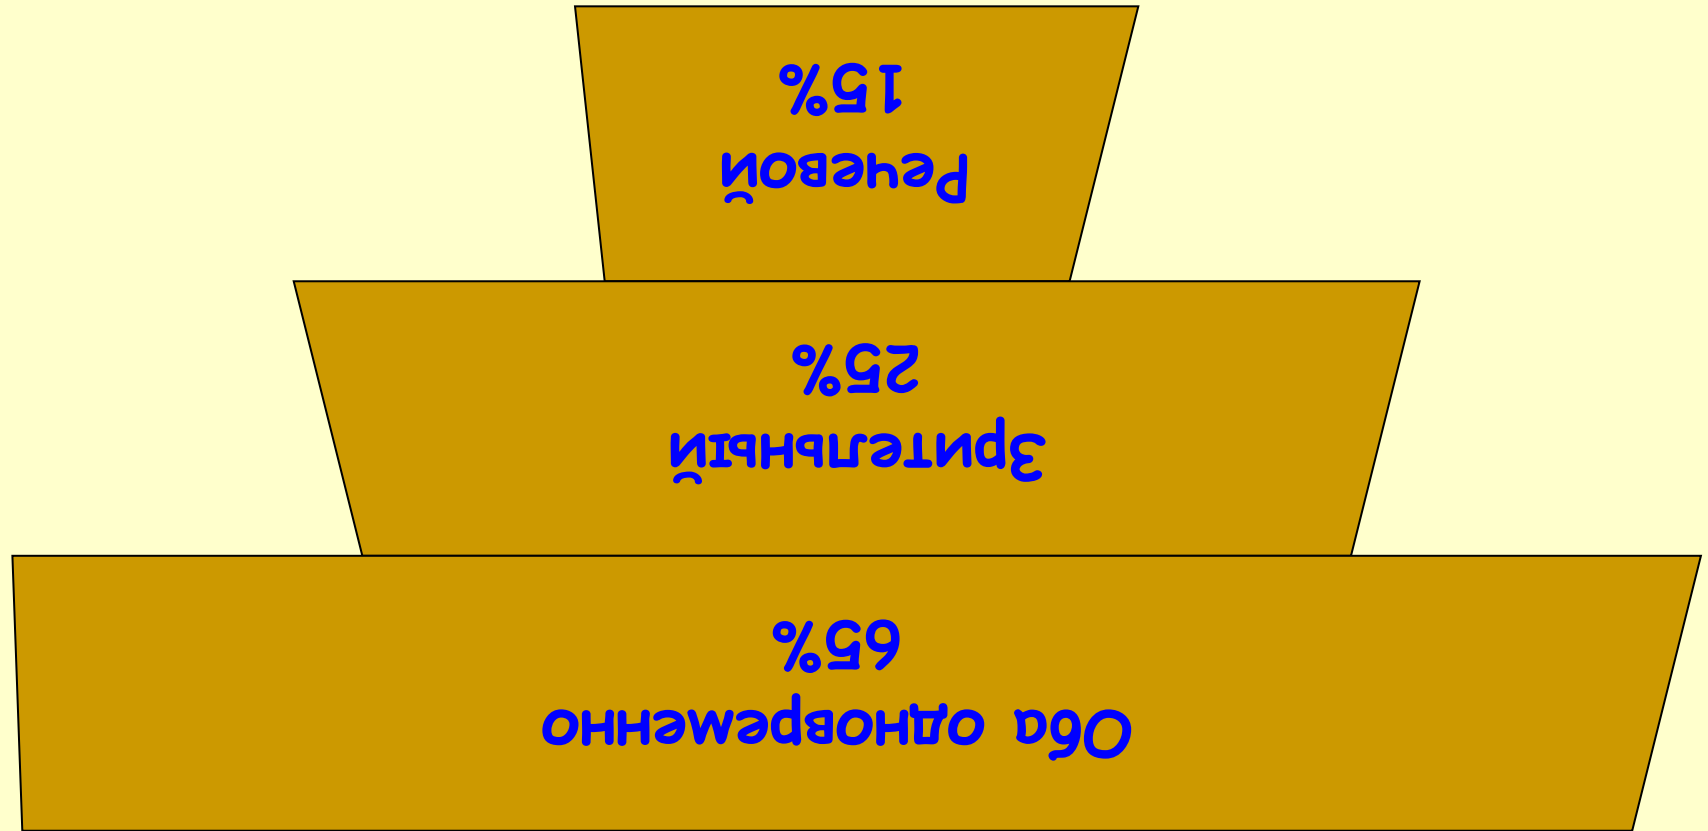 Оба одновременно
65%
Зрительный
25%
Речевой
15%